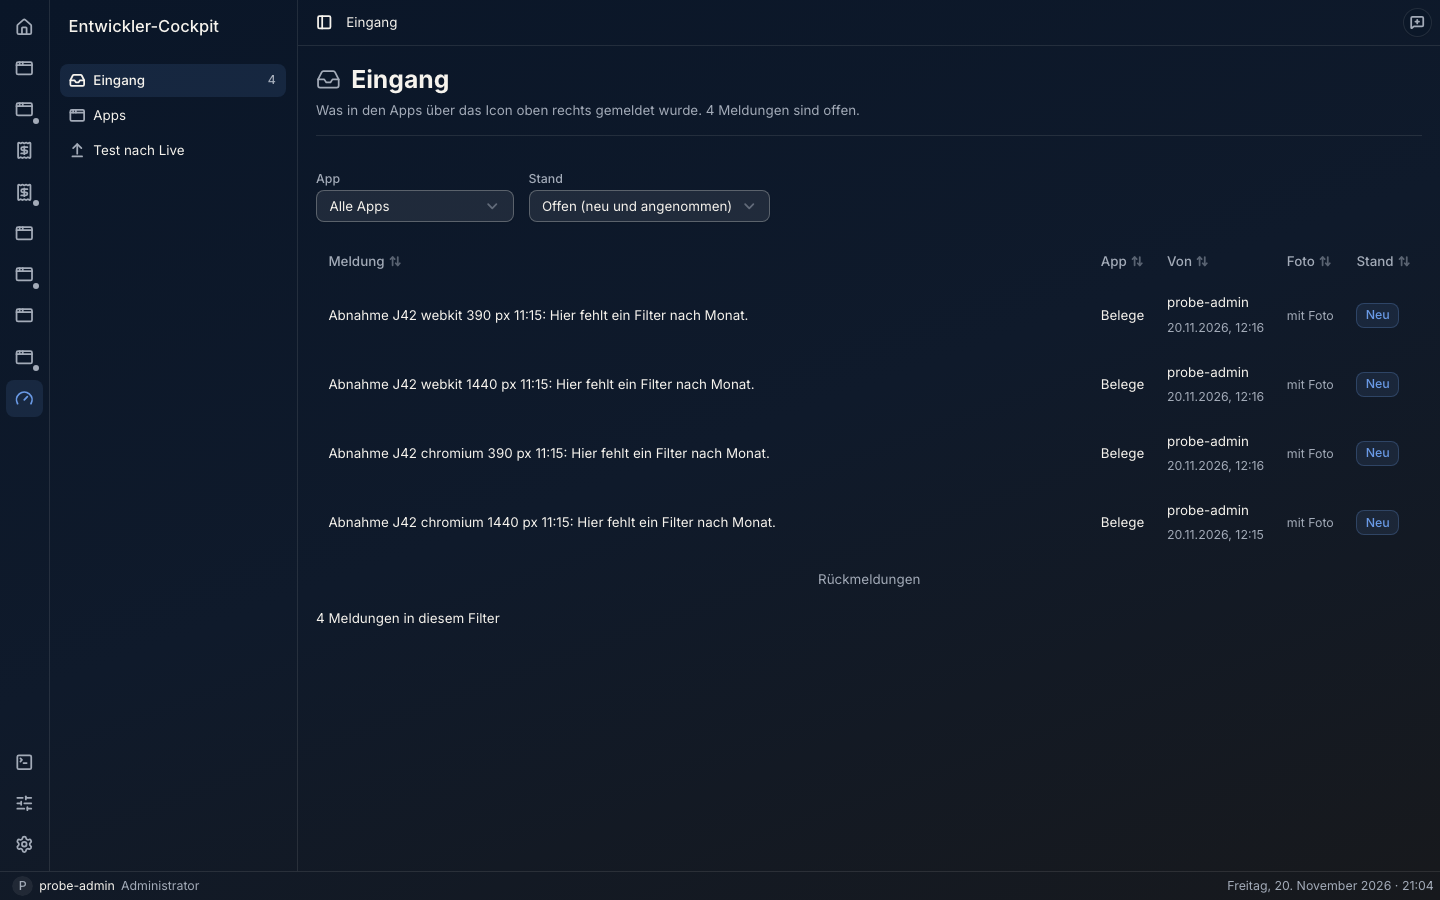 Entwickler-Cockpit
Eingang 4
Apps
Test nach Live
Eingang
Eingang
Was in den Apps über das Icon oben rechts gemeldet wurde. 4 Meldungen sind offen.
App Stand
Alle Apps Offen (neu und angenommen)
Meldung App Von Foto Stand
Abnahme J42 webkit 390 px 11:15: Hier fehlt ein Filter nach Monat. Belege probe-admin mit Foto Neu
20.11.2026, 12:16
Abnahme J42 webkit 1440 px 11:15: Hier fehlt ein Filter nach Monat. Belege probe-admin mit Foto Neu
20.11.2026, 12:16
Abnahme J42 chromium 390 px 11:15: Hier fehlt ein Filter nach Monat. Belege probe-admin mit Foto Neu
20.11.2026, 12:16
Abnahme J42 chromium 1440 px 11:15: Hier fehlt ein Filter nach Monat. Belege probe-admin mit Foto Neu
20.11.2026, 12:15
Rückmeldungen
4 Meldungen in diesem Filter
P probe-admin Administrator
Freitag, 20. November 2026 · 21:04